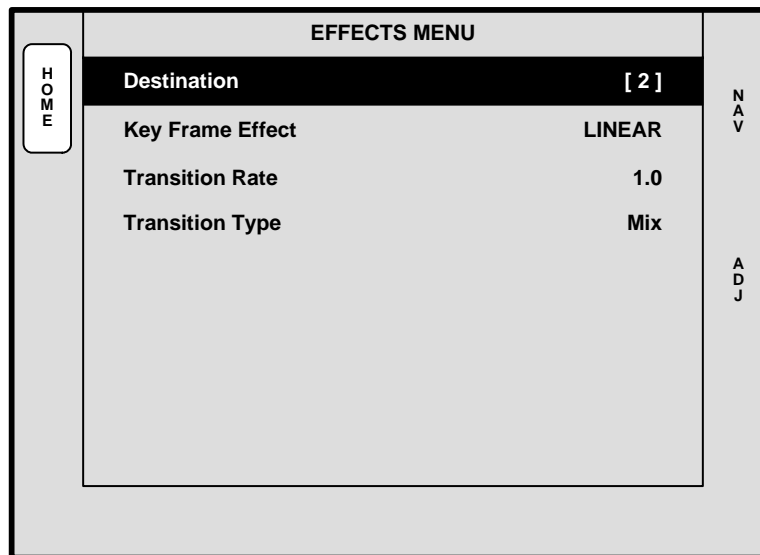 EFFECTS MENU
HOME
Destination [ 2 ]
Key Frame Effect LINEAR
Transition Rate 1.0
Transition Type Mix
NAV
ADJ